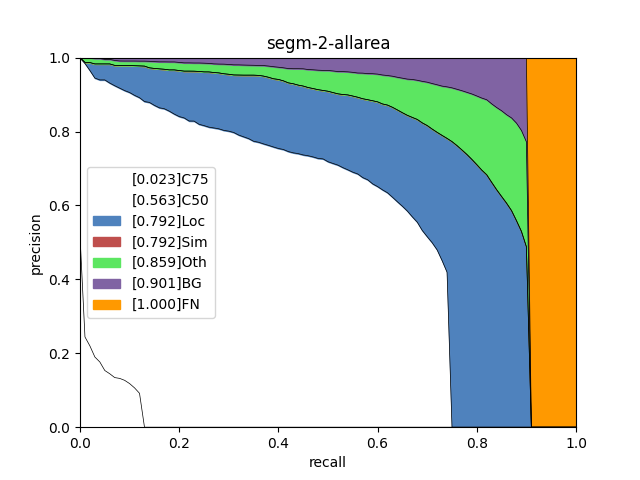 segm-2-allarea
1.0
0.8
0.6
0.4
0.2
0.0
precision
[0.023]C75
[0.563]C50
[0.792]Loc
[0.792]Sim
[0.859]Oth
[0.901]BG
[1.000]FN
0.0 0.2 0.4 0.6 0.8 1.0
recall